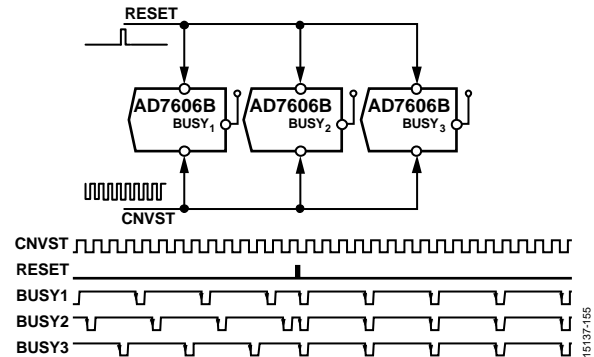 RESET
AD7606B AD7606B AD7606B
BUSY1 BUSY2 BUSY3
CNVST
CNVST
RESET
BUSY1
BUSY2
BUSY3
15137-155